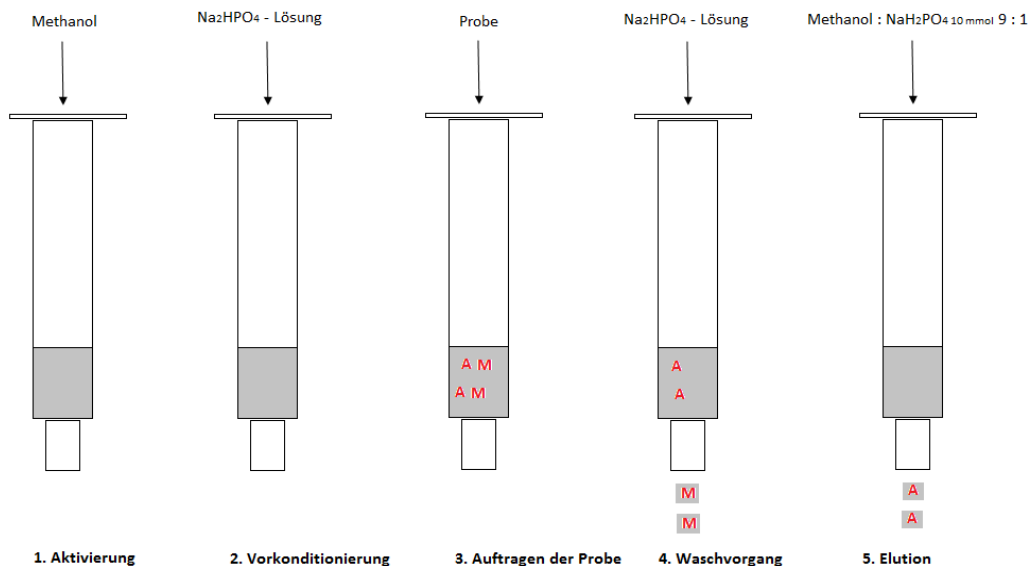 Methanol
Na2HPO4 - Lösung
Probe
Na2HPO4 - Lösung
Methanol : NaH2PO4 10 mmol 9 : 1
A M
A M
A
A
M
M
A
A
1. Aktivierung
2. Vorkonditionierung
3. Auftragen der Probe
4. Waschvorgang
5. Elution